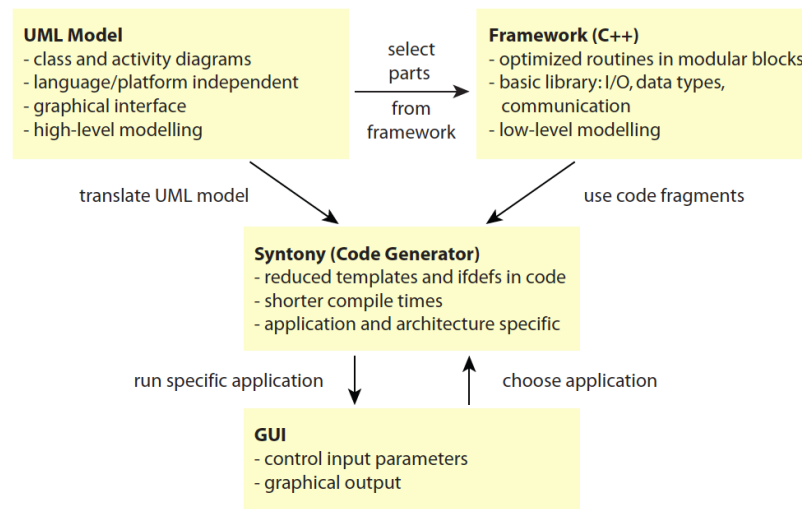 UML Model
- class and activity diagrams
- language/platform independent
- graphical interface
- high-level modelling
select
parts
from
framework
Framework (C++)
- optimized routines in modular blocks
- basic library: I/O, data types,
communication
- low-level modelling
translate UML model
use code fragments
Syntony (Code Generator)
- reduced templates and ifdefs in code
- shorter compile times
- application and architecture specific
run specific application
choose application
GUI
- control input parameters
- graphical output